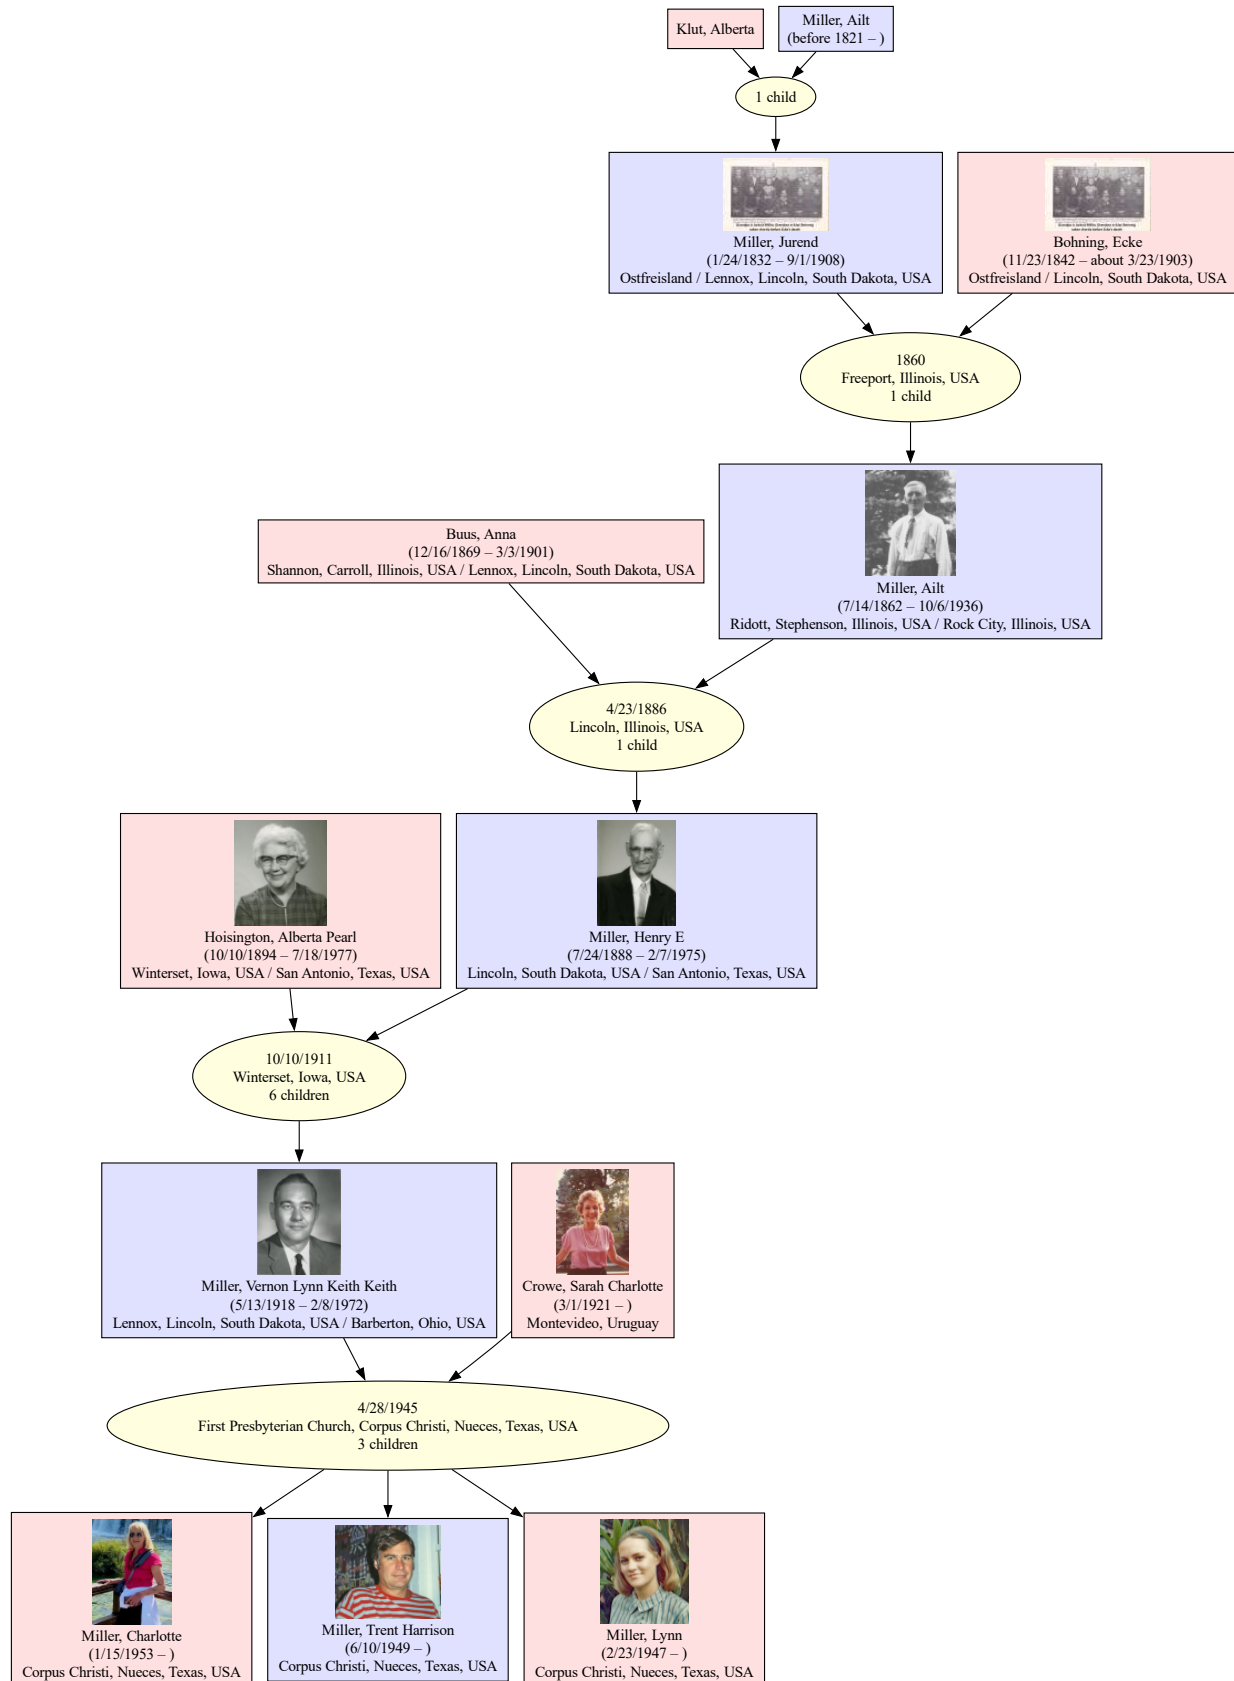 Klut, Alberta
Miller, Ailt
(before 1821 – )
1 child
Miller, Jurend
(1/24/1832 – 9/1/1908)
Ostfreisland / Lennox, Lincoln, South Dakota, USA
Bohning, Ecke
(11/23/1842 – about 3/23/1903)
Ostfreisland / Lincoln, South Dakota, USA
1860
Freeport, Illinois, USA
1 child
Buus, Anna
(12/16/1869 – 3/3/1901)
Shannon, Carroll, Illinois, USA / Lennox, Lincoln, South Dakota, USA
Miller, Ailt
(7/14/1862 – 10/6/1936)
Ridott, Stephenson, Illinois, USA / Rock City, Illinois, USA
4/23/1886
Lincoln, Illinois, USA
1 child
Hoisington, Alberta Pearl
(10/10/1894 – 7/18/1977)
Winterset, Iowa, USA / San Antonio, Texas, USA
Miller, Henry E
(7/24/1888 – 2/7/1975)
Lincoln, South Dakota, USA / San Antonio, Texas, USA
10/10/1911
Winterset, Iowa, USA
6 children
Miller, Vernon Lynn Keith Keith
(5/13/1918 – 2/8/1972)
Lennox, Lincoln, South Dakota, USA / Barberton, Ohio, USA
Crowe, Sarah Charlotte
(3/1/1921 – )
Montevideo, Uruguay
4/28/1945
First Presbyterian Church, Corpus Christi, Nueces, Texas, USA
3 children
Miller, Charlotte
(1/15/1953 – )
Corpus Christi, Nueces, Texas, USA
Miller, Trent Harrison
(6/10/1949 – )
Corpus Christi, Nueces, Texas, USA
Miller, Lynn
(2/23/1947 – )
Corpus Christi, Nueces, Texas, USA